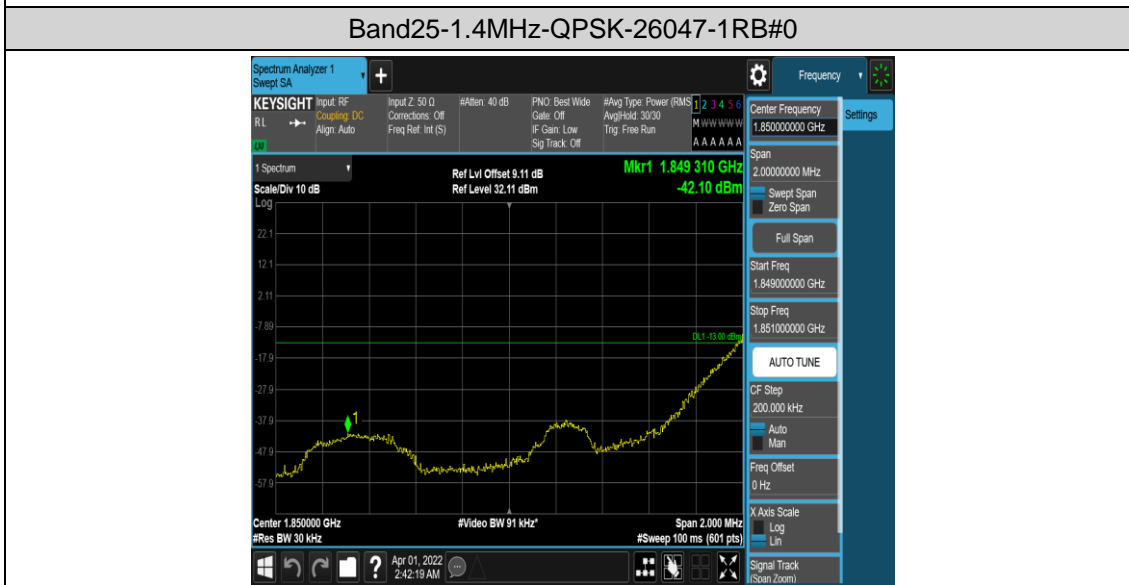 Band25-1.4MHz-QPSK-26047-1RB#0
Spectrum Analyzer 1
Swept SA
+
Frequency
KEYSIGHT
RL
Input: RF
Coupling: DC
Align: Auto
Input Z: 50 Ω
Corrections: Off
Freq Ref: Int (S)
#Atten: 40 dB
PNO: Best Wide
Gate: Off
IF Gain: Low
Sig Track: Off
#Avg Type: Power (RMS
Avg|Hold: 30/30
Trig: Free Run
1 2 3 4 5 6
M W W W W W
A A A A A A
1 Spectrum
Scale/Div 10 dB
Log
Ref Lvl Offset 9.11 dB
Ref Level 32.11 dBm
Mkr1 1.849 310 GHz
-42.10 dBm
22.1
12.1
2.11
-7.89
DL1 -13.00 dBm
-17.9
-27.9
-37.9
1
-47.9
-57.9
Center 1.850000 GHz
#Video BW 91 kHz*
Span 2.000 MHz
#Res BW 30 kHz
#Sweep 100 ms (601 pts)
?
Apr 01, 2022
2:42:19 AM
Center Frequency
1.850000000 GHz
Settings
Span
2.00000000 MHz
Swept Span
Zero Span
Full Span
Start Freq
1.849000000 GHz
Stop Freq
1.851000000 GHz
AUTO TUNE
CF Step
200.000 kHz
Auto
Man
Freq Offset
0 Hz
X Axis Scale
Log
Lin
Signal Track
(Span Zoom)